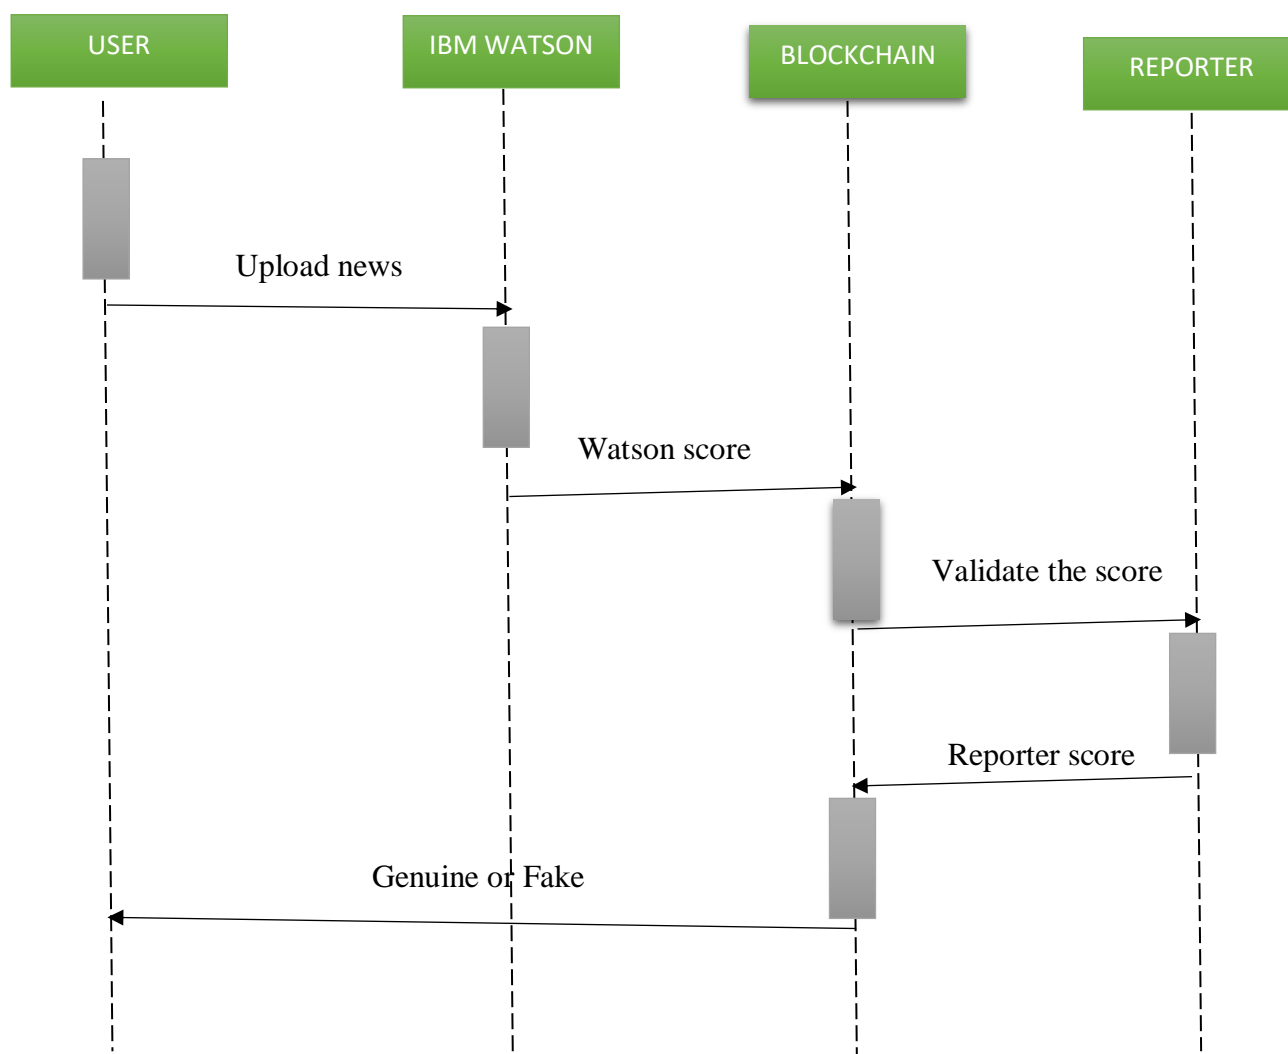 USER
IBM WATSON
BLOCKCHAIN
REPORTER
Upload news
Watson score
Validate the score
Reporter score
Genuine or Fake